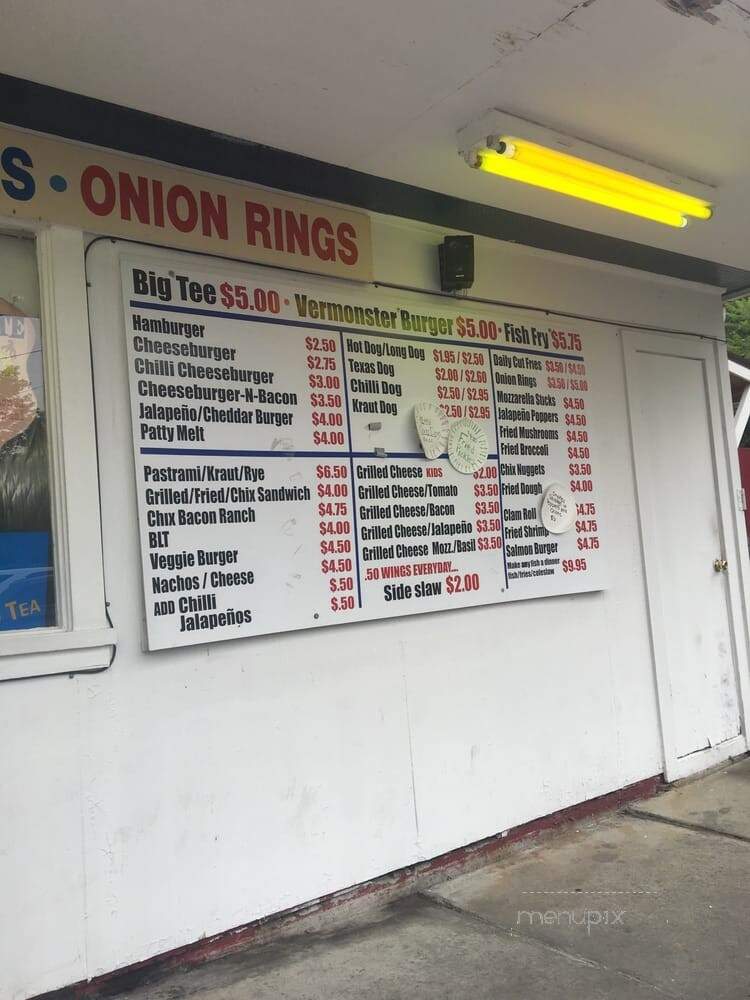 S • ONION RINGS
Big Tee $5.00 • Vermonster Burger $5.00 • Fish Fry $5.75
Hamburger $2.50
Cheeseburger $2.75
Chilli Cheeseburger $3.00
Cheeseburger-N-Bacon $3.50
Jalapeño/Cheddar Burger $4.00
Patty Melt $4.00
Hot Dog/Long Dog $1.95 / $2.50
Texas Dog $2.00 / $2.60
Chilli Dog $2.50 / $2.95
Kraut Dog $2.50 / $2.95
Daily Cut Fries $3.50 / $4.50
Onion Rings $3.50 / $5.00
Mozzarella Sticks $4.50
Jalapeño Poppers $4.50
Fried Mushrooms $4.50
Fried Broccoli $4.50
Chix Nuggets $3.50
Fried Dough $4.00
Clam Roll $4.75
Fried Shrimp $4.75
Salmon Burger $4.75
Make any fish a dinner
fish/fries/coleslaw $9.95
Pastrami/Kraut/Rye $6.50
Grilled/Fried/Chix Sandwich $4.00
Chix Bacon Ranch $4.75
BLT $4.00
Veggie Burger $4.50
Nachos / Cheese $4.50
ADD Chilli $.50
Jalapeños $.50
Grilled Cheese KIDS $2.00
Grilled Cheese/Tomato $3.50
Grilled Cheese/Bacon $3.50
Grilled Cheese/Jalapeño $3.50
Grilled Cheese Mozz./Basil $3.50
.50 WINGS EVERYDAY...
Side slaw $2.00
VE
TEA
menupix